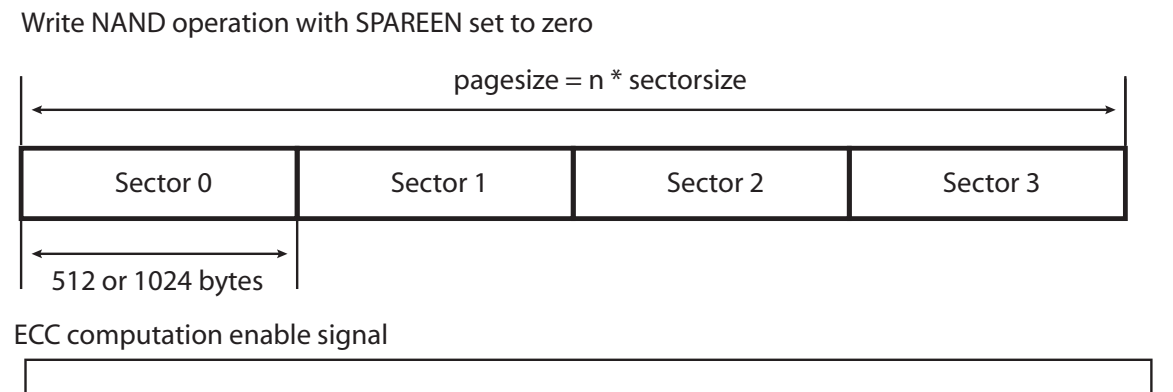 Write NAND operation with SPAREEN set to zero
pagesize = n * sectorsize
Sector 0 Sector 1 Sector 2 Sector 3
512 or 1024 bytes
ECC computation enable signal